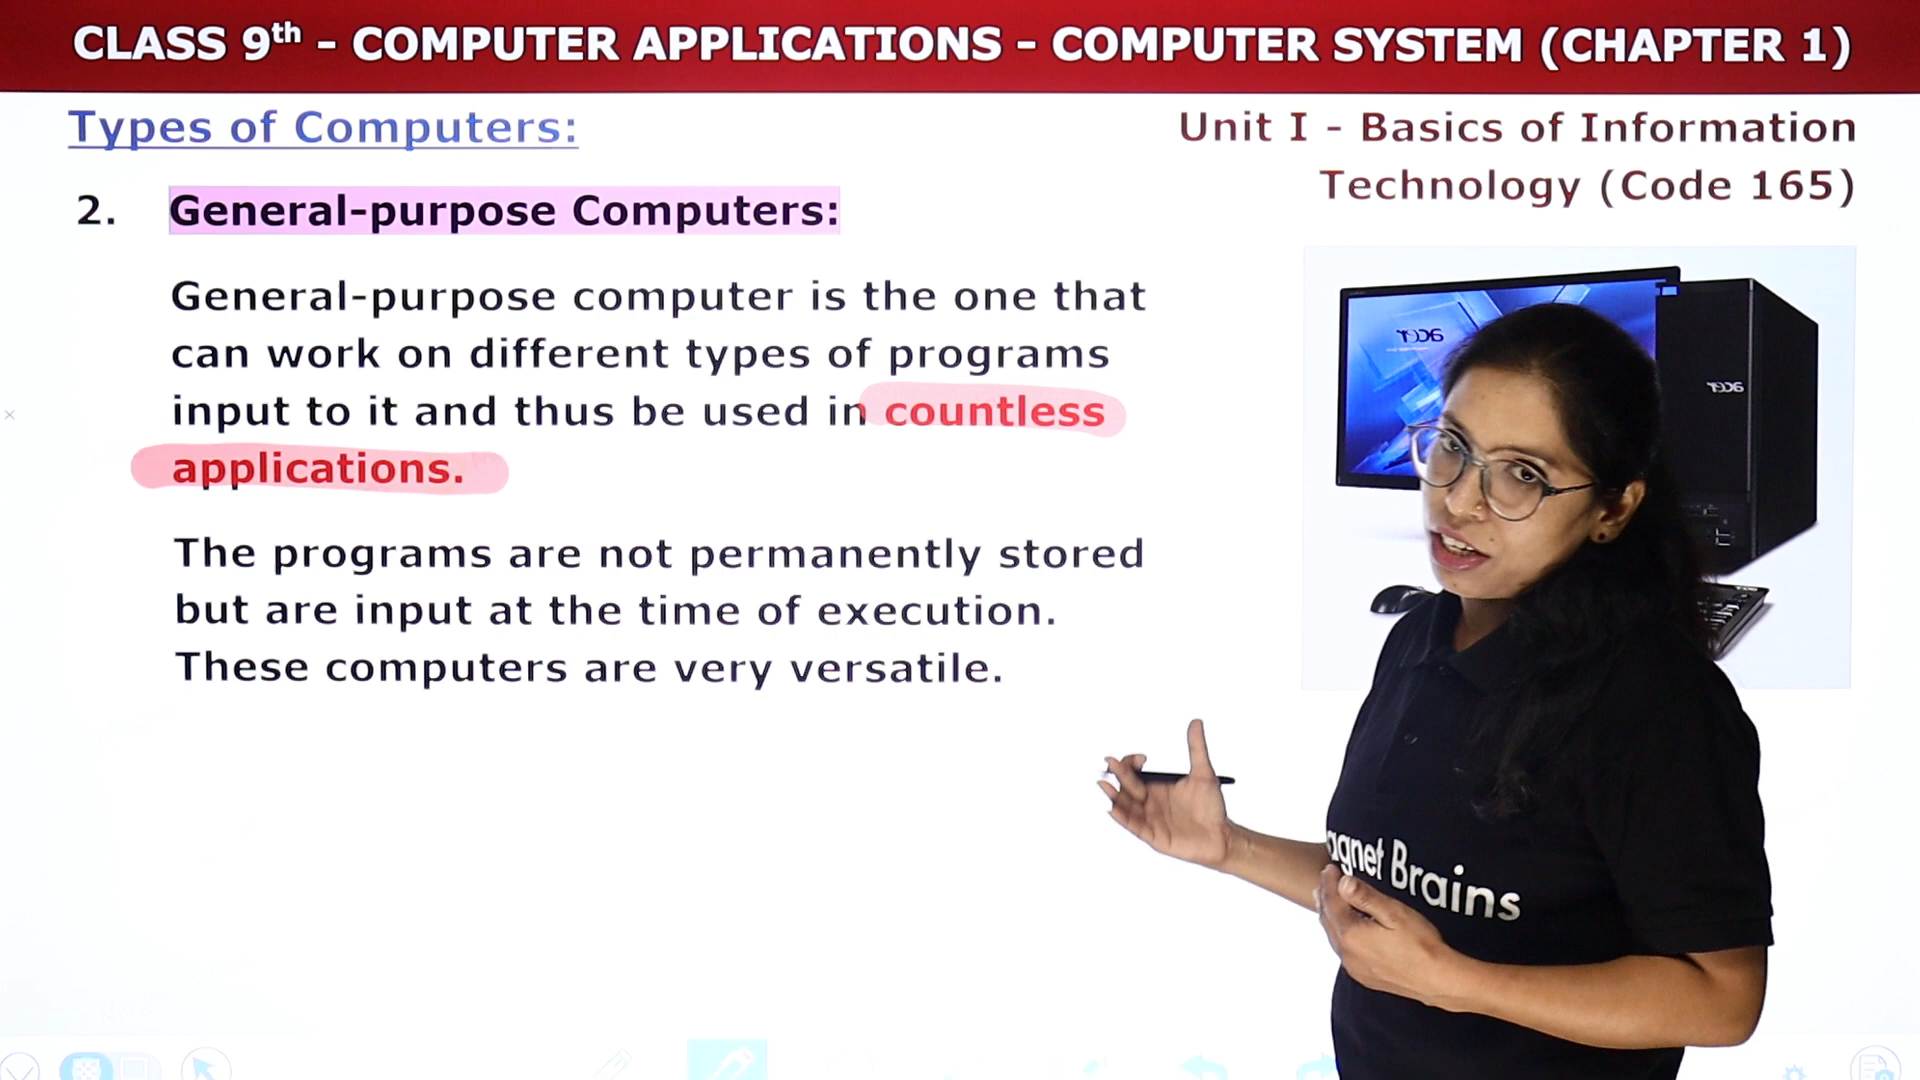 CLASS 9th - COMPUTER APPLICATIONS - COMPUTER SYSTEM (CHAPTER 1)
Types of Computers:
Unit I - Basics of Information
Technology (Code 165)
2. General-purpose Computers:
General-purpose computer is the one that
can work on different types of programs
input to it and thus be used in countless
applications.
The programs are not permanently stored
but are input at the time of execution.
These computers are very versatile.
acer
acer
agnet Brains